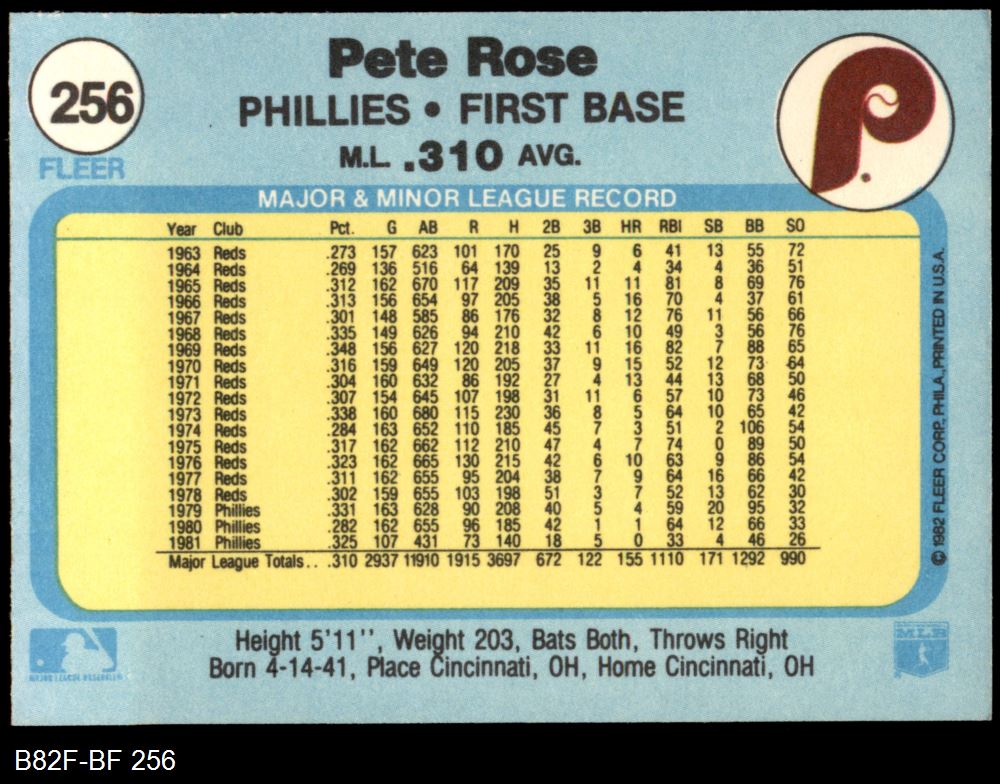 256
FLEER
Pete Rose
PHILLIES • FIRST BASE
M.L. .310 AVG.
MAJOR & MINOR LEAGUE RECORD
Year Club Pct. G AB R H 2B 3B HR RBI SB BB SO
1963 Reds .273 157 623 101 170 25 9 6 41 13 55 72
1964 Reds .269 136 516 64 139 13 2 4 34 4 36 51
1965 Reds .312 162 670 117 209 35 11 11 81 8 69 76
1966 Reds .313 156 654 97 205 38 5 16 70 4 37 61
1967 Reds .301 148 585 86 176 32 8 12 76 11 56 66
1968 Reds .335 149 626 94 210 42 6 10 49 3 56 76
1969 Reds .348 156 627 120 218 33 11 16 82 7 88 65
1970 Reds .316 159 649 120 205 37 9 15 52 12 73 64
1971 Reds .304 160 632 86 192 27 4 13 44 13 68 50
1972 Reds .307 154 645 107 198 31 11 6 57 10 73 46
1973 Reds .338 160 680 115 230 36 8 5 64 10 65 42
1974 Reds .284 163 652 110 185 45 7 3 51 2 106 54
1975 Reds .317 162 662 112 210 47 4 7 74 0 89 50
1976 Reds .323 162 665 130 215 42 6 10 63 9 86 54
1977 Reds .311 162 655 95 204 38 7 9 64 16 66 42
1978 Reds .302 159 655 103 198 51 3 7 52 13 62 30
1979 Phillies .331 163 628 90 208 40 5 4 59 20 95 32
1980 Phillies .282 162 655 96 185 42 1 1 64 12 66 33
1981 Phillies .325 107 431 73 140 18 5 0 33 4 46 26
Major League Totals . . .310 2937 11910 1915 3697 672 122 155 1110 171 1292 990
© 1982 FLEER CORP., PHILA., PRINTED IN U.S.A.
Height 5'11'', Weight 203, Bats Both, Throws Right
Born 4-14-41, Place Cincinnati, OH, Home Cincinnati, OH
MAJOR LEAGUE BASEBALL
MLB
B82F-BF 256